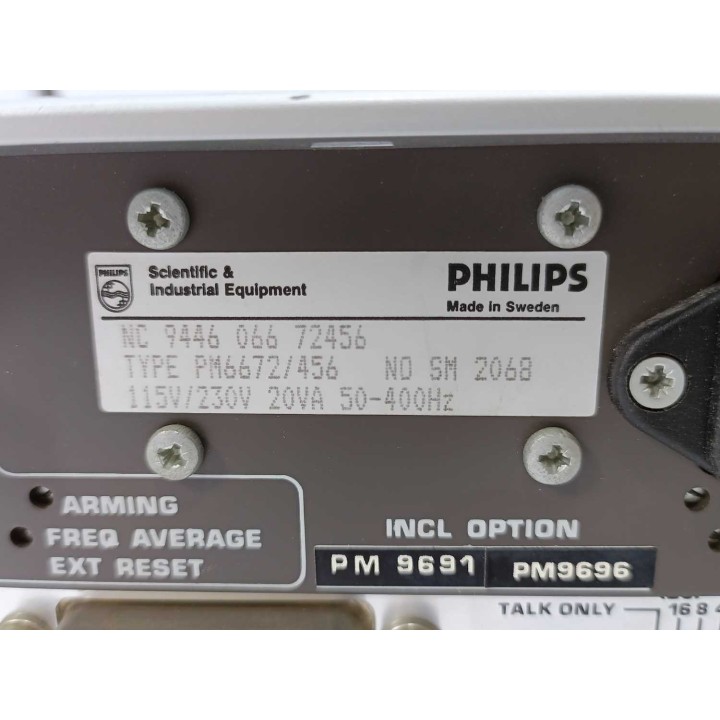 PHILIPS
Scientific &
Industrial Equipment
PHILIPS
Made in Sweden
NC 9446 066 72456
TYPE PM6672/456 NO SM 2068
115V/230V 20VA 50-400Hz
ARMING
FREQ AVERAGE
EXT RESET
INCL OPTION
PM 9691 PM9696
TALK ONLY
16 8 4